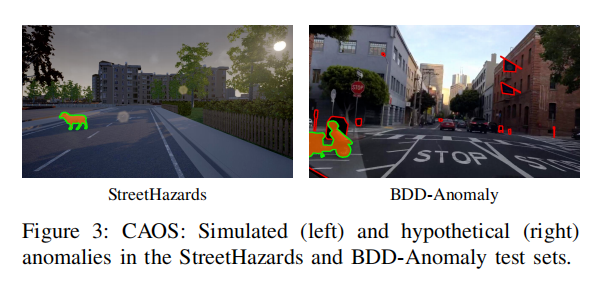 STOP
STOP
StreetHazards
BDD-Anomaly
Figure 3: CAOS: Simulated (left) and hypothetical (right)
anomalies in the StreetHazards and BDD-Anomaly test sets.